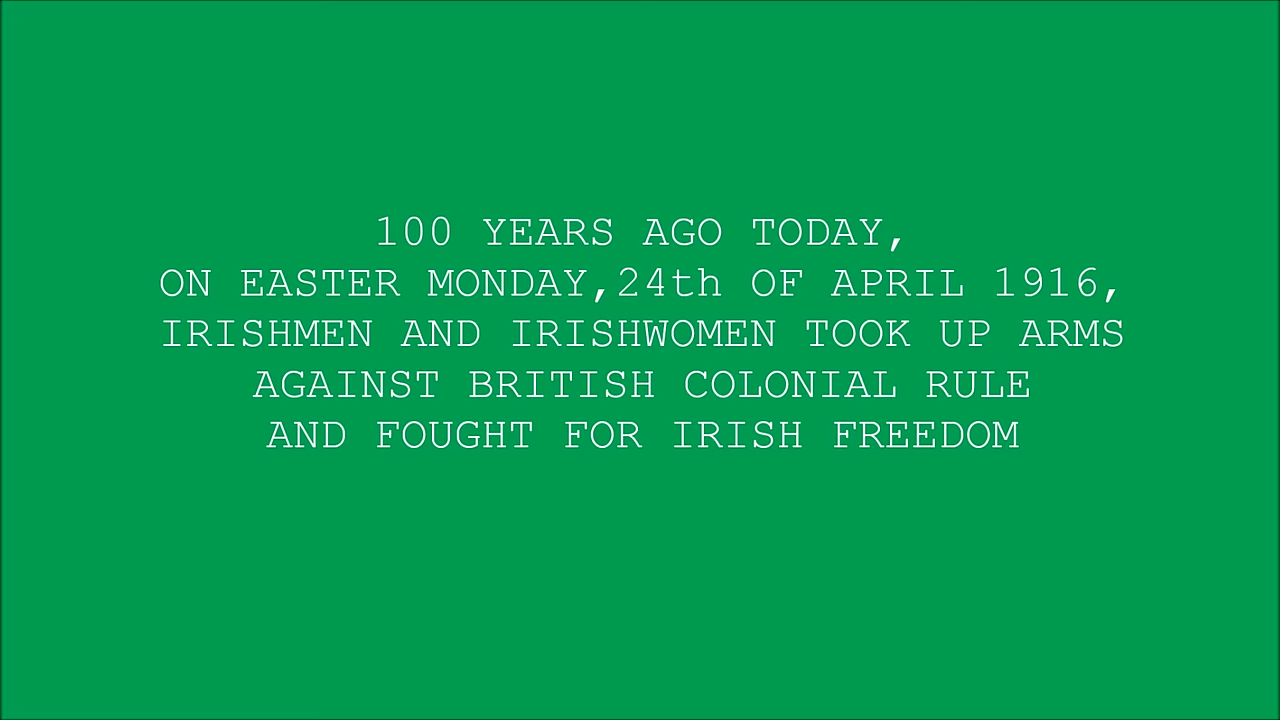 100 YEARS AGO TODAY,
ON EASTER MONDAY,24th OF APRIL 1916,
IRISHMEN AND IRISHWOMEN TOOK UP ARMS
AGAINST BRITISH COLONIAL RULE
AND FOUGHT FOR IRISH FREEDOM